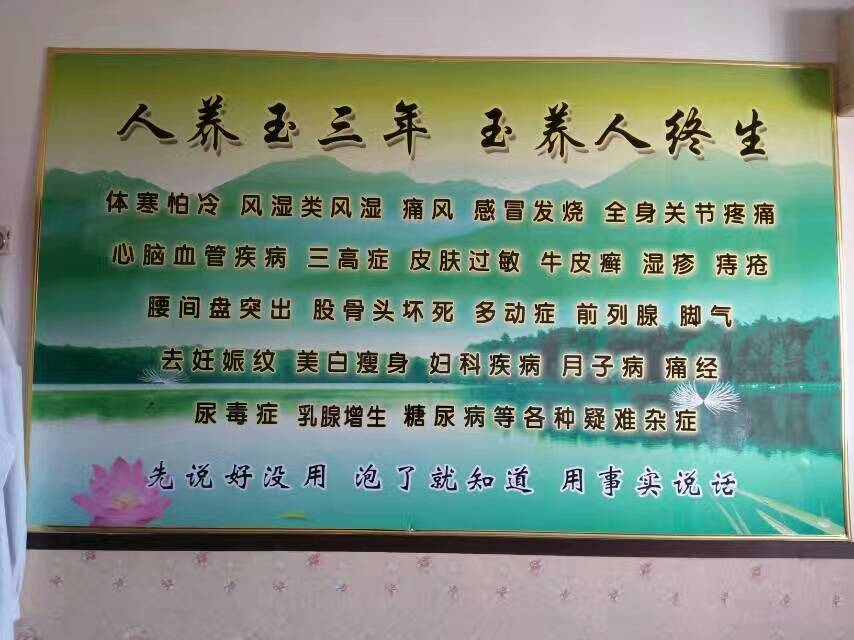 人养玉三年 玉养人终生
体寒怕冷 风湿类风湿 痛风 感冒发烧 全身关节疼痛
心脑血管疾病 三高症 皮肤过敏 牛皮癣 湿疹 痔疮
腰间盘突出 股骨头坏死 多动症 前列腺 脚气
去妊娠纹 美白瘦身 妇科疾病 月子病 痛经
尿毒症 乳腺增生 糖尿病等各种疑难杂症
先说好没用 泡了就知道 用事实说话